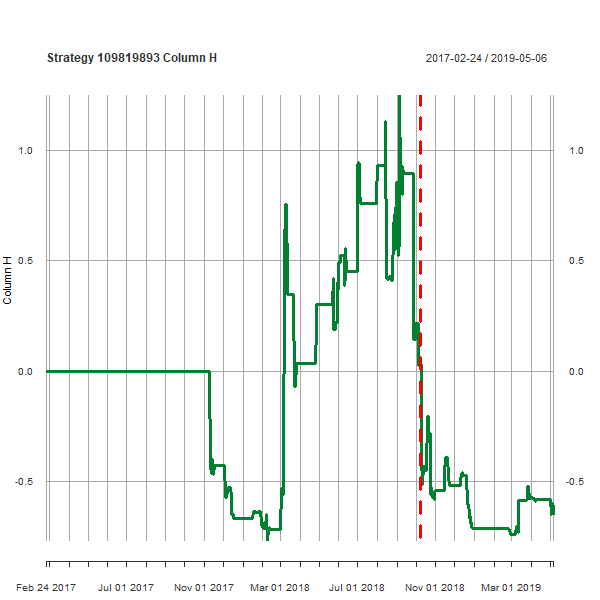 Strategy 109819893 Column H
2017-02-24 / 2019-05-06
Column H
1.0
1.0
0.5
0.5
0.0
0.0
-0.5
-0.5
Feb 24 2017
Jul 01 2017
Nov 01 2017
Mar 01 2018
Jul 01 2018
Nov 01 2018
Mar 01 2019